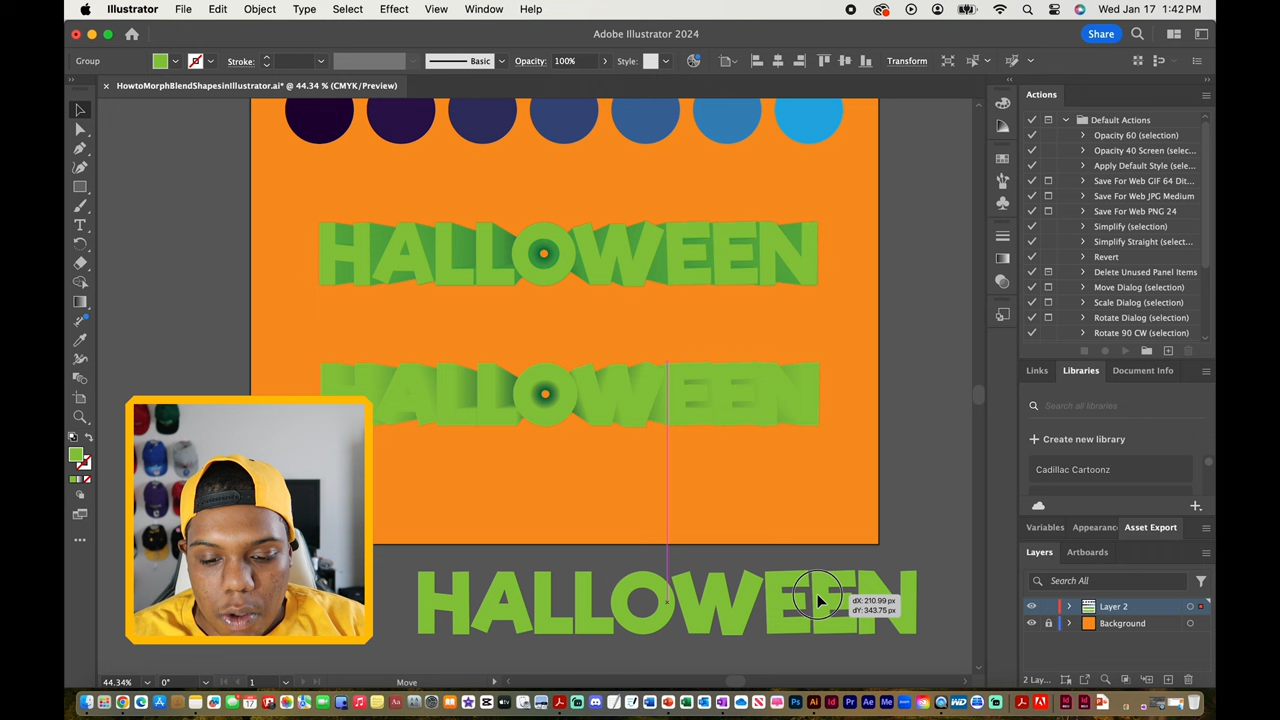 Illustrator File Edit Object Type Select Effect View Window Help Wed Jan 17 1:42 PM
Adobe Illustrator 2024 Share
Group Stroke: Basic Opacity: 100% Style: Transform
HowtoMorphBlendShapesinIllustrator.ai* @ 44.34 % (CMYK/Preview)
HALLOWEEN
HALLOWEEN
HALLOWEEN
dX: 210.99 px
dY: 343.75 px
44.34% 0° 1 Move
Actions
Default Actions
Opacity 60 (selection)
Opacity 40 Screen (selec...
Apply Default Style (sele...
Save For Web GIF 64 Dit...
Save For Web JPG Medium
Save For Web PNG 24
Simplify (selection)
Simplify Straight (select...
Revert
Delete Unused Panel Items
Move Dialog (selection)
Scale Dialog (selection)
Rotate Dialog (selection)
Rotate 90 CW (selection)
Links Libraries Document Info
Search all libraries
Create new library
Cadillac Cartoonz
Variables Appearanc Asset Export
Layers Artboards
Search All
Layer 2
Background
2 Lay...